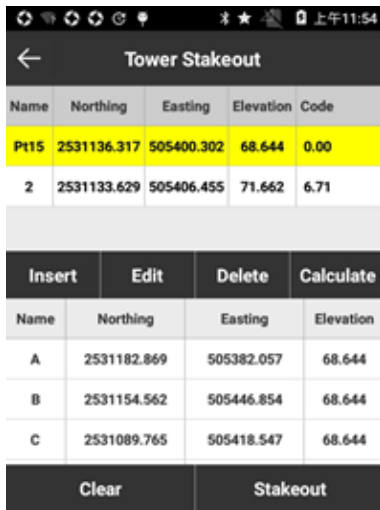 上午11:54
Tower Stakeout
Name Northing Easting Elevation Code
Pt15 2531136.317 505400.302 68.644 0.00
2 2531133.629 505406.455 71.662 6.71
Insert Edit Delete Calculate
Name Northing Easting Elevation
A 2531182.869 505382.057 68.644
B 2531154.562 505446.854 68.644
C 2531089.765 505418.547 68.644
Clear Stakeout